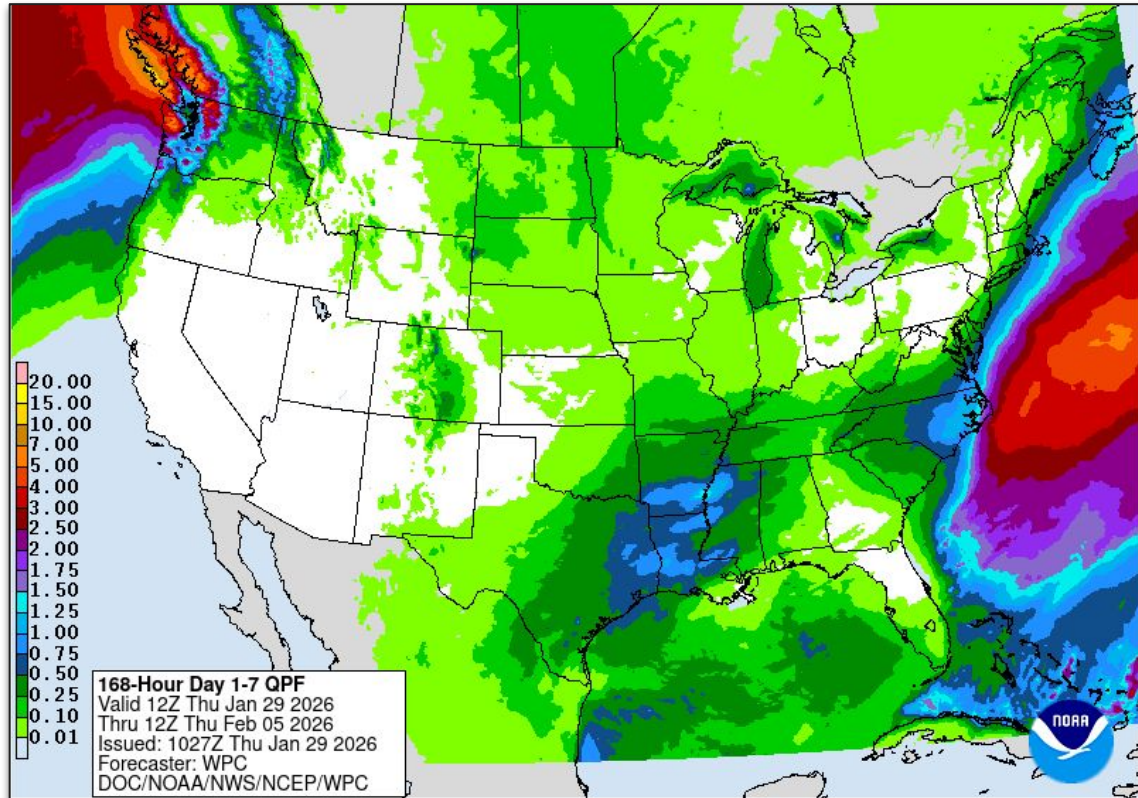 20.00
15.00
10.00
7.00
5.00
4.00
3.00
2.50
2.00
1.75
1.50
1.25
1.00
0.75
0.50
0.25
0.10
0.01
168-Hour Day 1-7 QPF
Valid 12Z Thu Jan 29 2026
Thru 12Z Thu Feb 05 2026
Issued: 1027Z Thu Jan 29 2026
Forecaster: WPC
DOC/NOAA/NWS/NCEP/WPC
NOAA